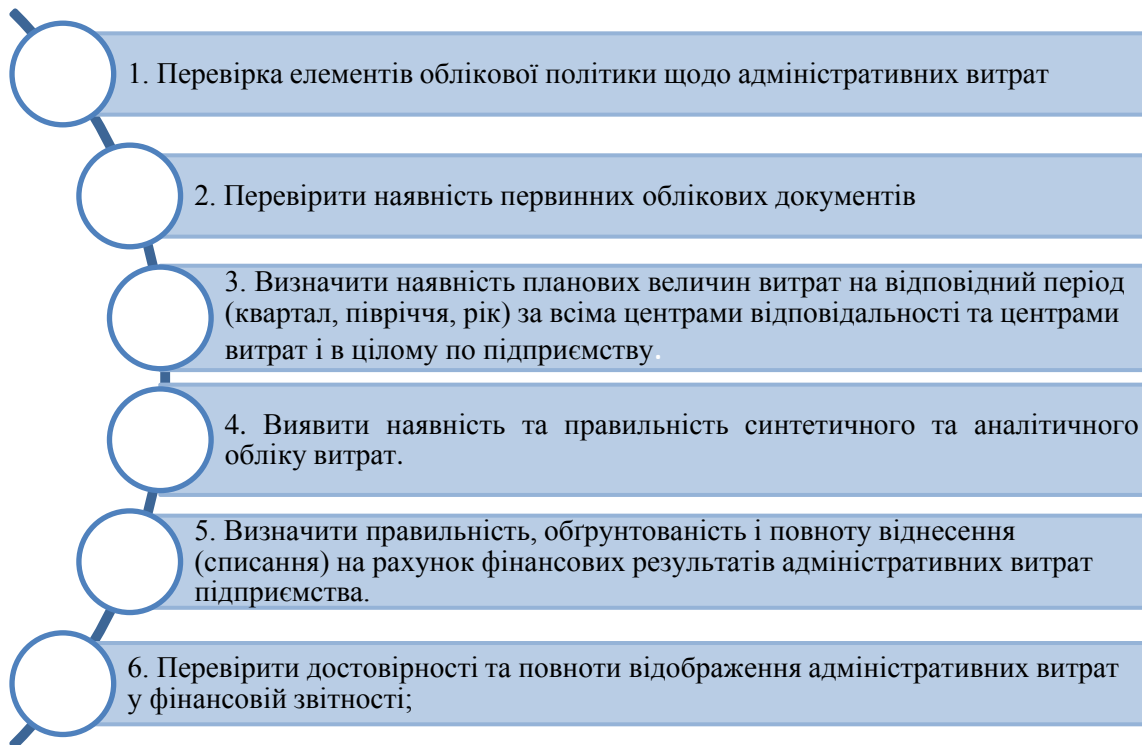 1. Перевірка елементів облікової політики щодо адміністративних витрат
2. Перевірити наявність первинних облікових документів
3. Визначити наявність планових величин витрат на відповідний період
(квартал, півріччя, рік) за всіма центрами відповідальності та центрами
витрат і в цілому по підприємству.
4. Виявити наявність та правильність синтетичного та аналітичного
обліку витрат.
5. Визначити правильність, обґрунтованість і повноту віднесення
(списання) на рахунок фінансових результатів адміністративних витрат
підприємства.
6. Перевірити достовірності та повноти відображення адміністративних витрат
у фінансовій звітності;